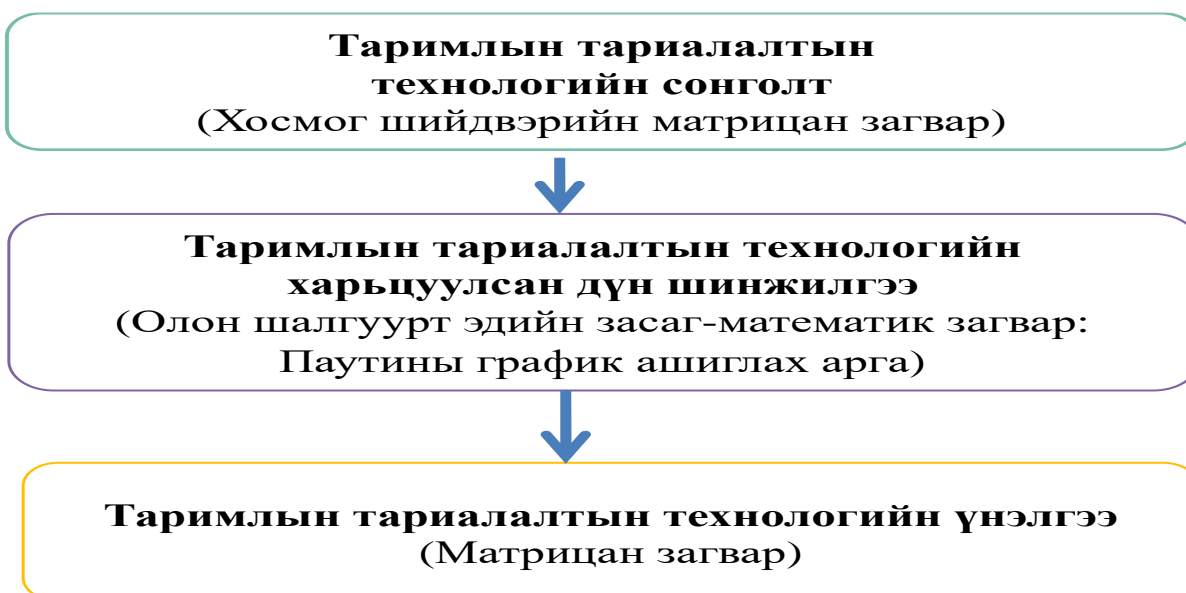 Таримлын тариалалтын
технологийн сонголт
(Хосмог шийдвэрийн матрицан загвар)
Таримлын тариалалтын технологийн
харьцуулсан дүн шинжилгээ
(Олон шалгуурт эдийн засаг-математик загвар:
Паутины график ашиглах арга)
Таримлын тариалалтын технологийн үнэлгээ
(Матрицан загвар)